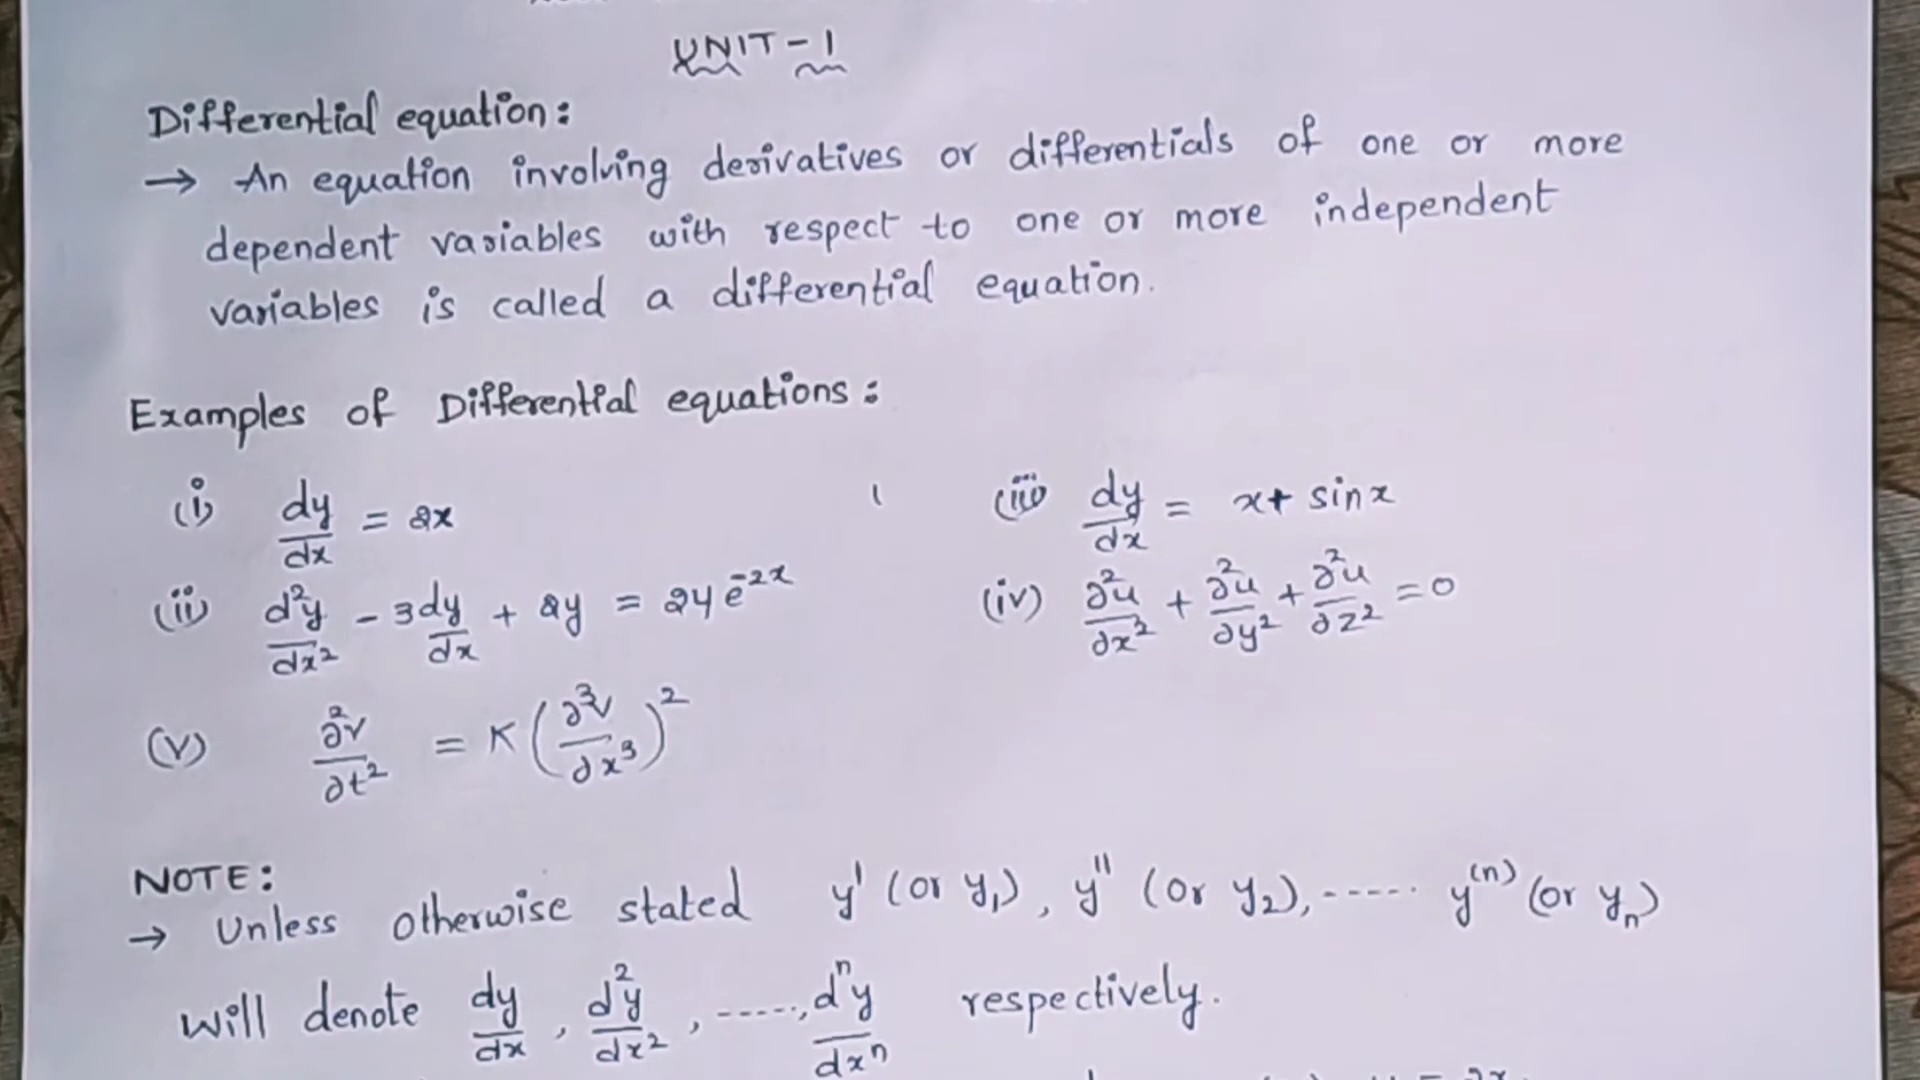 UNIT-1
Differential equation:
→ An equation involving derivatives or differentials of one or more
dependent variables with respect to one or more independent
variables is called a differential equation.
Examples of Differential equations:
(i) dy/dx = 2x
(iii) dy/dx = x + sinx
(ii) d²y/dx² - 3dy/dx + 2y = 24e⁻²ˣ
(iv) ∂²u/∂x² + ∂²u/∂y² + ∂²u/∂z² = 0
(v) ∂²v/∂t² = K(∂³v/∂x³)²
NOTE:
→ Unless otherwise stated y' (or y₁), y'' (or y₂), ----- y⁽ⁿ⁾ (or yₙ)
will denote dy/dx, d²y/dx², -----, dⁿy/dxⁿ respectively.